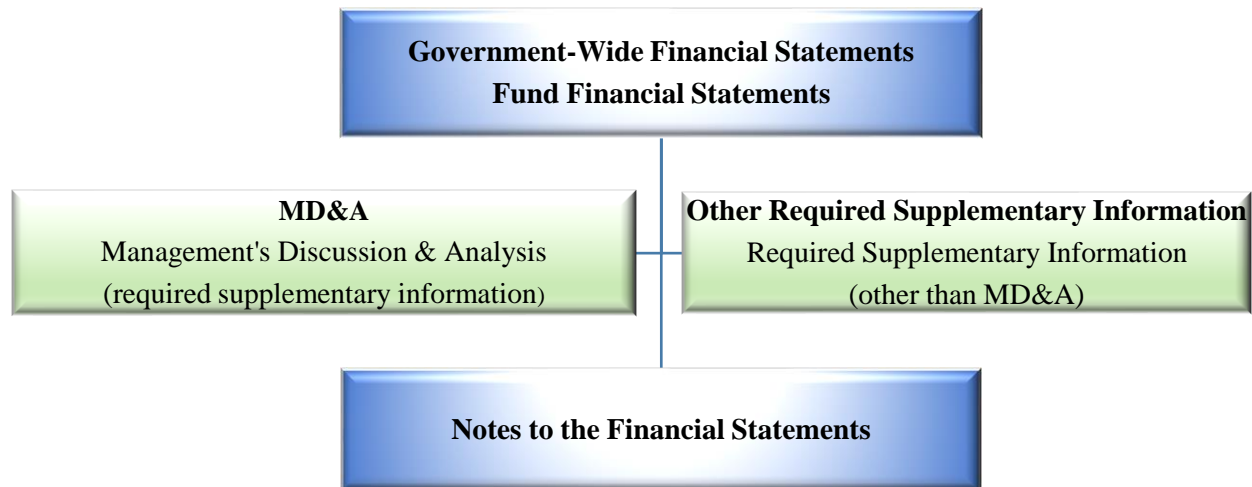 Government-Wide Financial Statements
Fund Financial Statements
MD&A
Management's Discussion & Analysis
(required supplementary information)
Other Required Supplementary Information
Required Supplementary Information
(other than MD&A)
Notes to the Financial Statements